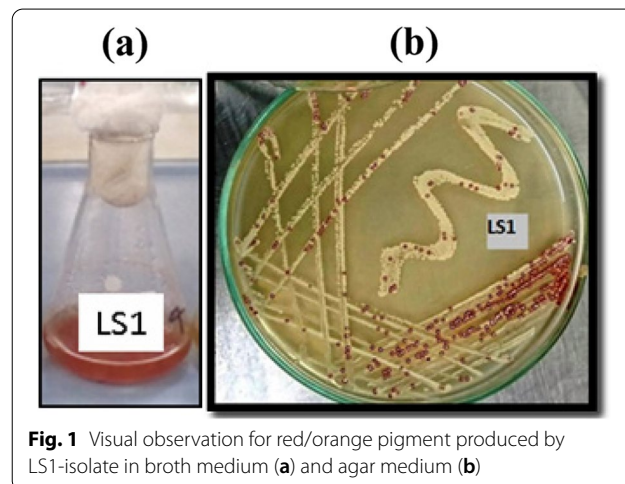 (a)
(b)
LS1
LS1
Fig. 1 Visual observation for red/orange pigment produced by
LS1-isolate in broth medium (a) and agar medium (b)